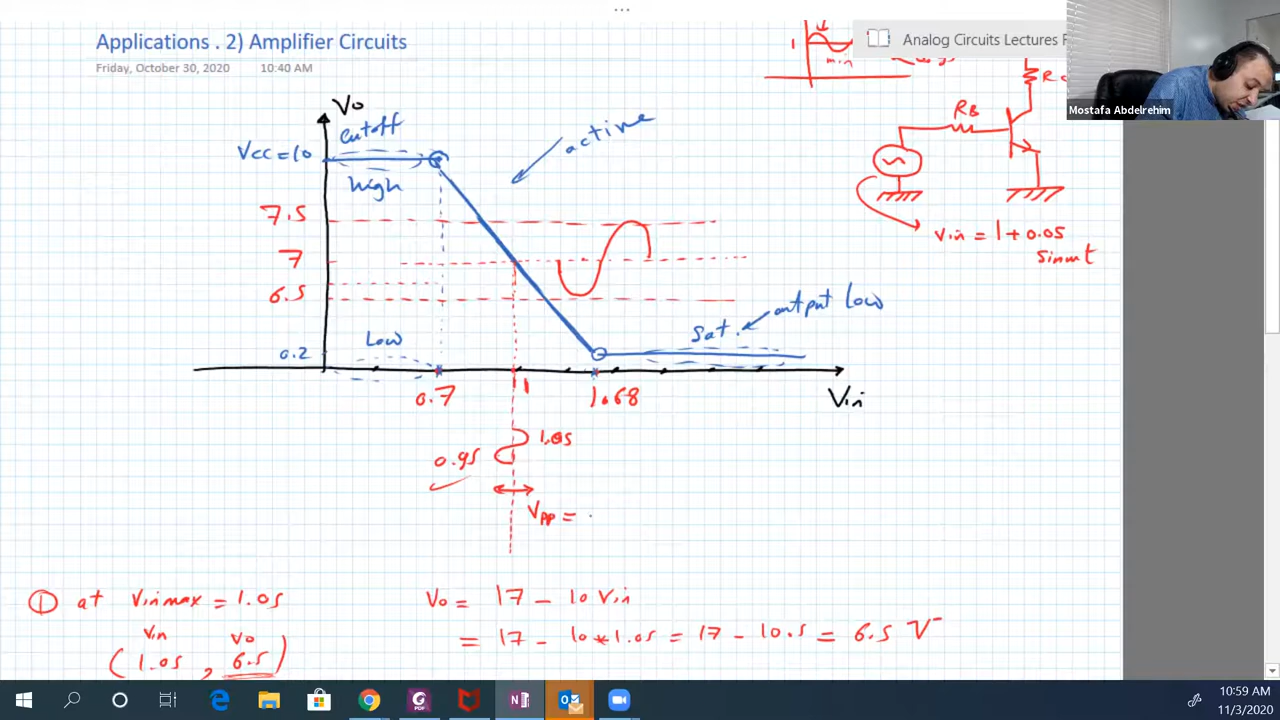 Applications . 2) Amplifier Circuits
Friday, October 30, 2020 10:40 AM
Analog Circuits Lectures F
Mostafa Abdelrehim
1
min
RB
Vin = 1 + 0.05
sinωt
Vo
cutoff
Vcc = 10
high
active
7.5
7
6.5
0.2
Low
Sat.
output low
0.7
1
1.68
Vin
1.05
0.95
VPP =
① at Vinmax = 1.05
Vo = 17 - 10 Vin
= 17 - 10 * 1.05 = 17 - 10.5 = 6.5 V
Vin Vo
( 1.05 , 6.5 )
10:59 AM
11/3/2020